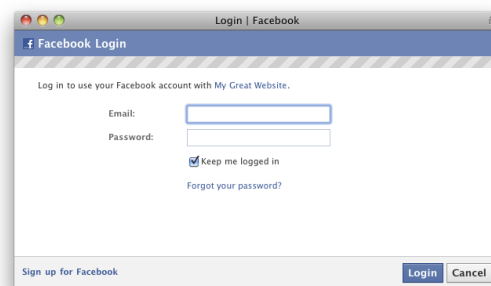 Login | Facebook
Facebook Login
Log in to use your Facebook account with My Great Website.
Email:
Password:
Keep me logged in
Forgot your password?
Sign up for Facebook
Login Cancel